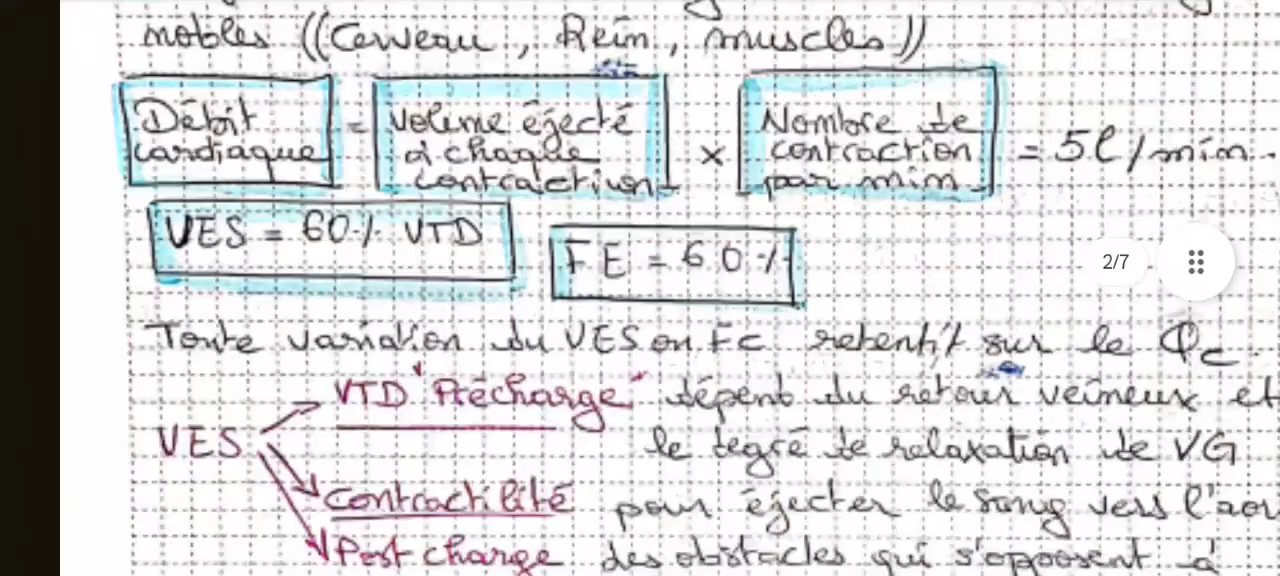 nobles ((Cerveau, Rein, muscles))
Débit cardiaque = volume éjecté à chaque contraction × Nombre de contraction par min = 5l/min.
VES = 60% VTD
FE = 60%
2/7
Toute variation du VES ou Fc retentit sur le Qc.
VES
VTD "Précharge" dépend du retour veineux et
le degré de relaxation de VG
Contractilité pour éjecter le sang vers l'aor
Post charge des obstacles qui s'opposent à